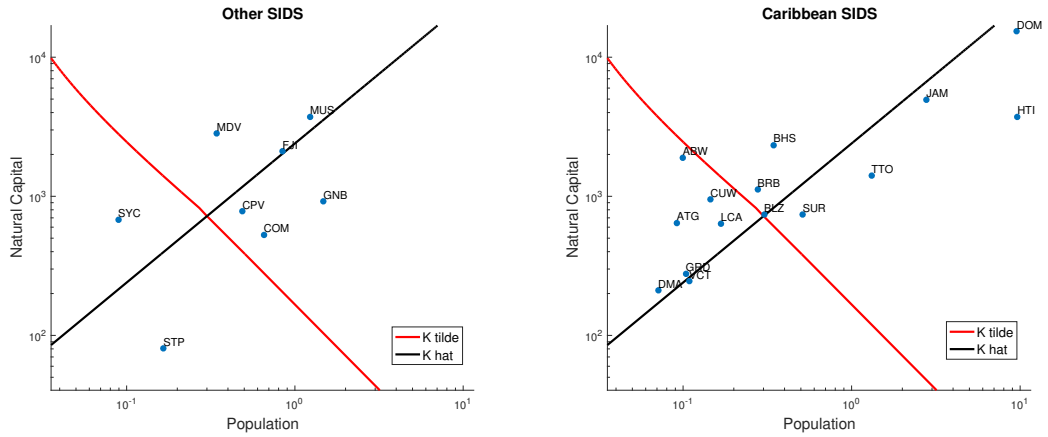 Other SIDS
Natural Capital
10^4
10^3
10^2
MUS
MDV
FJI
GNB
CPV
SYC
COM
STP
K tilde
K hat
10^-1
10^0
10^1
Population
Caribbean SIDS
Natural Capital
10^4
10^3
10^2
DOM
JAM
HTI
BHS
ABW
TTO
BRB
CUW
BLZ
SUR
ATG
LCA
GRD
VCT
DMA
K tilde
K hat
10^-1
10^0
10^1
Population